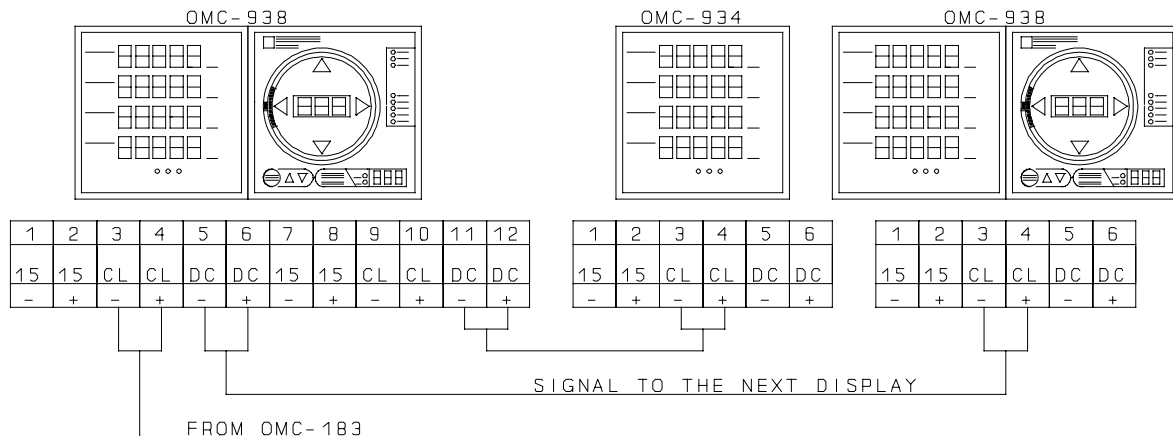 OMC-938 OMC-934 OMC-938
1 2 3 4 5 6 7 8 9 10 11 12 1 2 3 4 5 6 1 2 3 4 5 6
15 15 CL CL DC DC 15 15 CL CL DC DC 15 15 CL CL DC DC 15 15 CL CL DC DC
- + - + - + - + - + - + - + - + - + - + - + - +
SIGNAL TO THE NEXT DISPLAY
FROM OMC-183